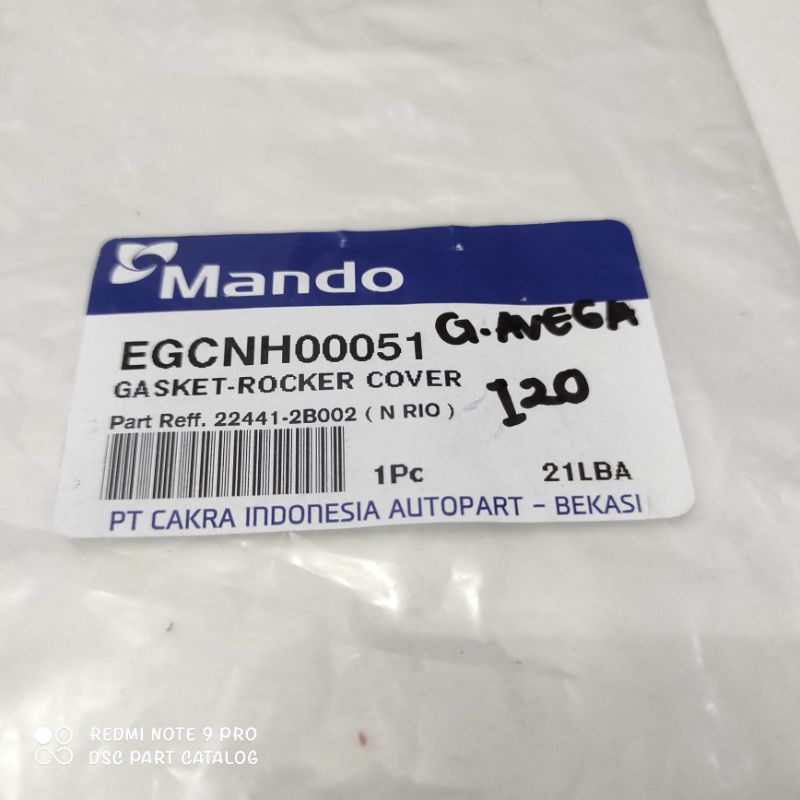 Mando
EGCNH00051 G.AVEGA
GASKET-ROCKER COVER I20
Part Reff. 22441-2B002 ( N RIO )
1Pc 21LBA
PT CAKRA INDONESIA AUTOPART - BEKASI
REDMI NOTE 9 PRO
DSC PART CATALOG